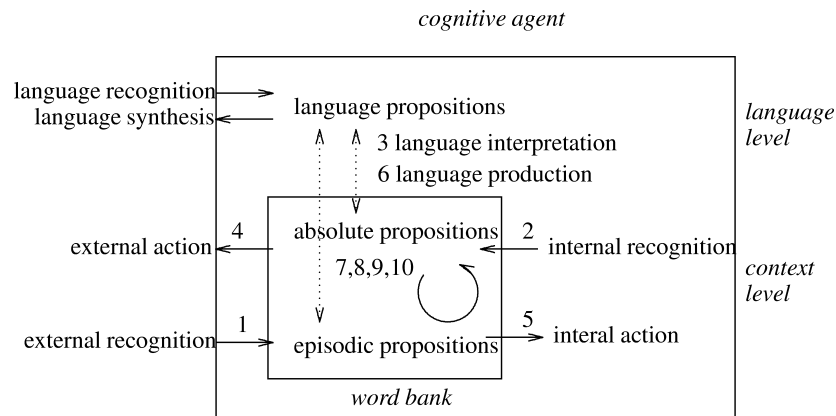 cognitive agent
language recognition
language synthesis
language propositions
language
level
3 language interpretation
6 language production
absolute propositions
4
external action
2
internal recognition
7,8,9,10
context
level
1
external recognition
episodic propositions
5
interal action
word bank